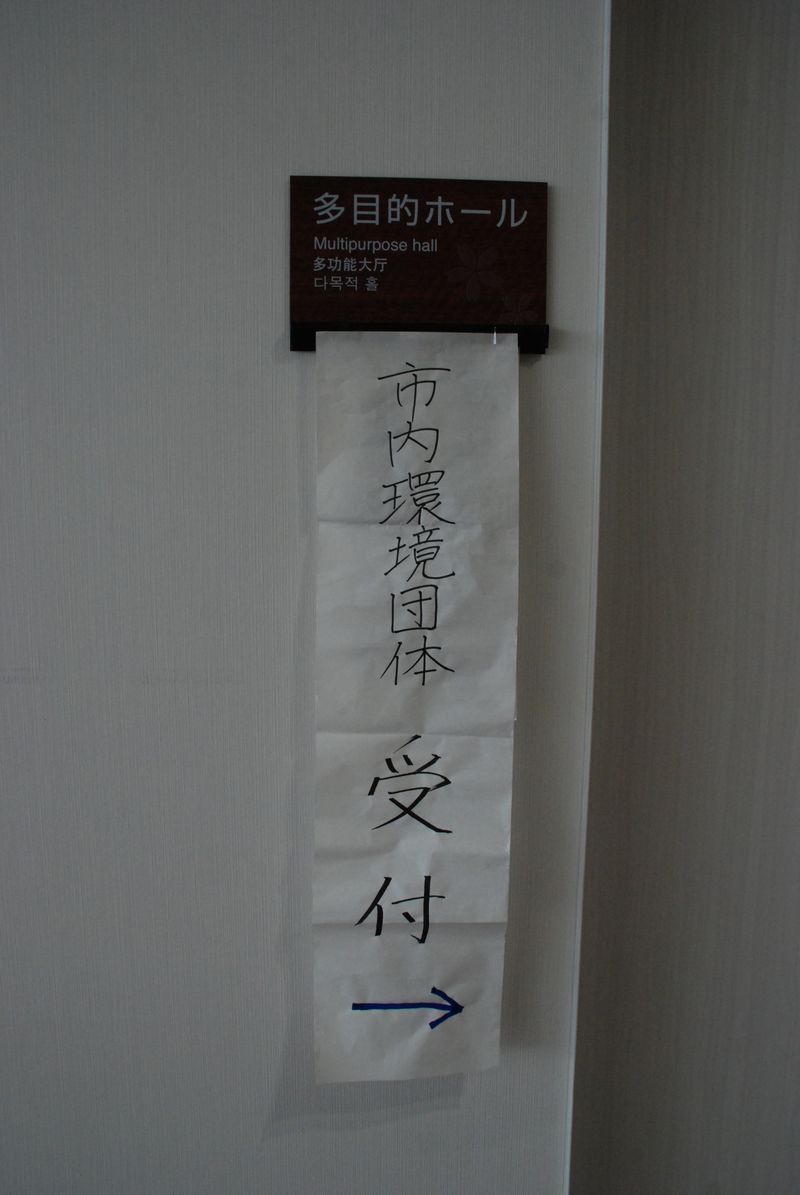 多目的ホール
Multipurpose hall
多功能大厅
다목적 홀
市内環境団体
受付
→